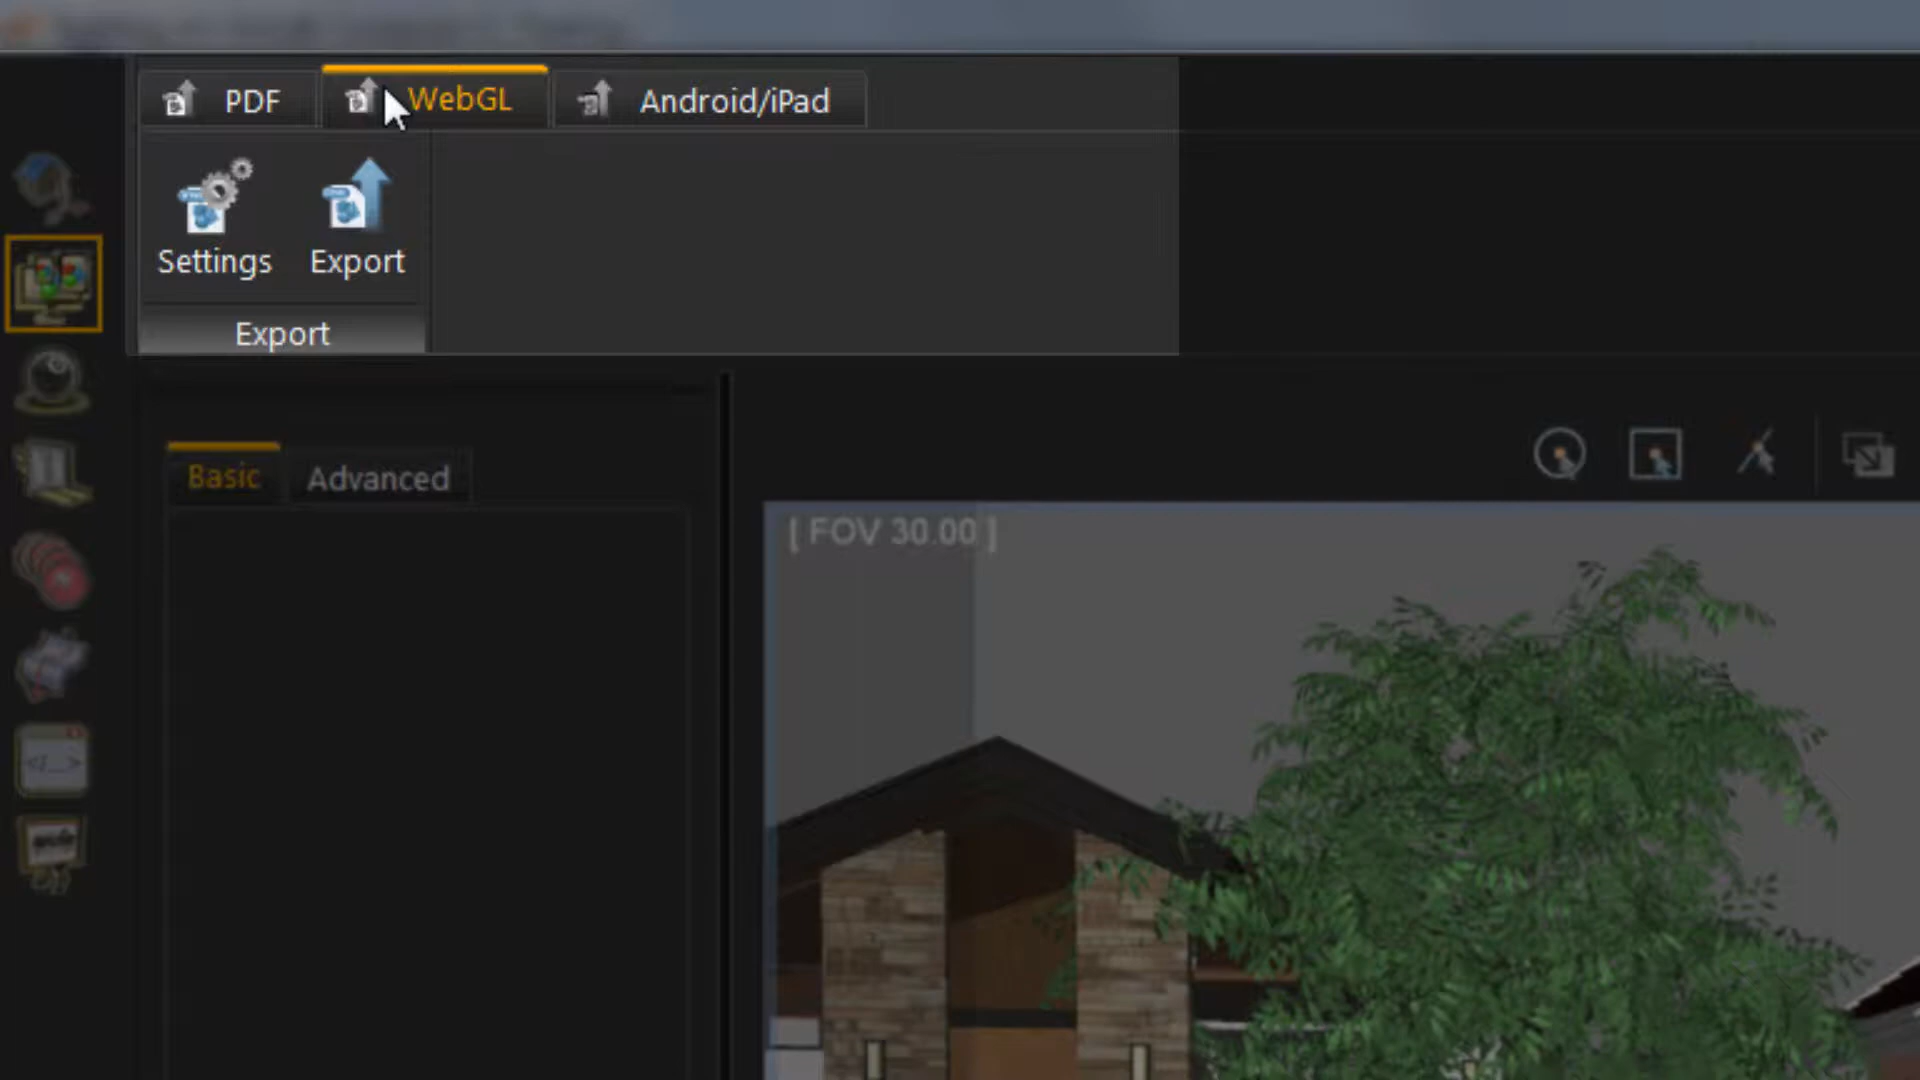 PDF WebGL Android/iPad
Settings Export
Export
Basic Advanced
[ FOV 30.00 ]